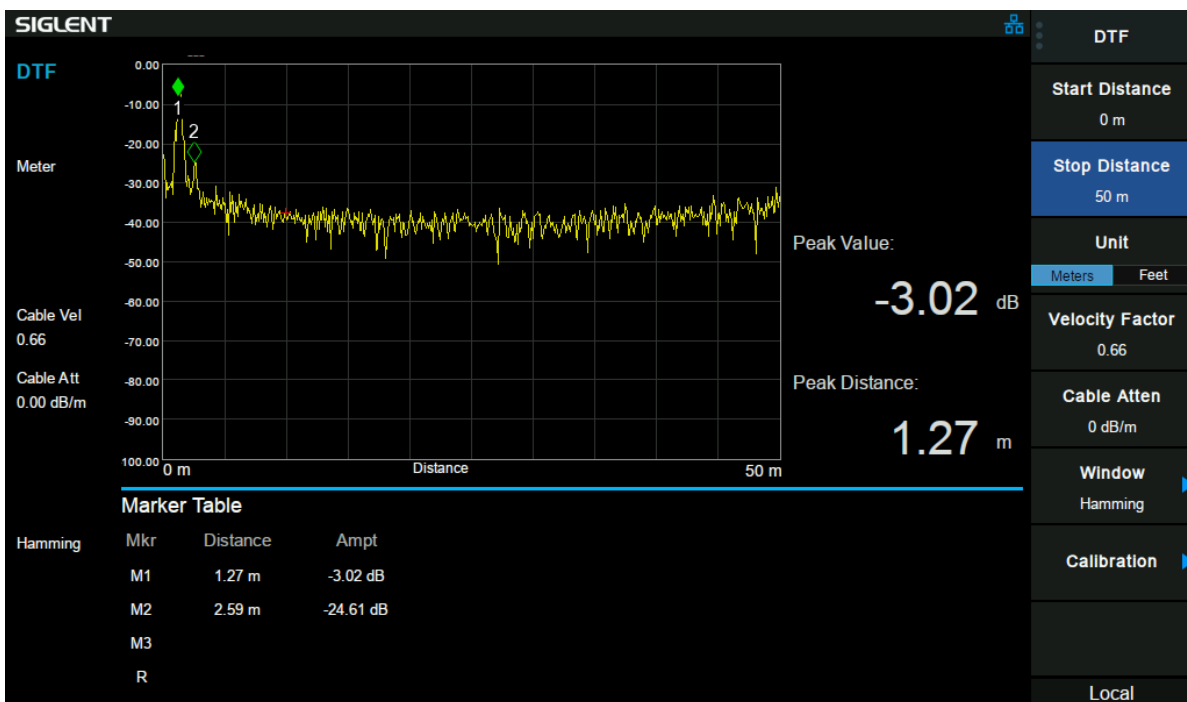 SIGLENT
DTF
Meter
Cable Vel
0.66
Cable Att
0.00 dB/m
Hamming
---
0.00
-10.00
-20.00
-30.00
-40.00
-50.00
-60.00
-70.00
-80.00
-90.00
100.00
1
2
0 m
Distance
50 m
Peak Value:
-3.02 dB
Peak Distance:
1.27 m
Marker Table
Mkr Distance Ampt
M1 1.27 m -3.02 dB
M2 2.59 m -24.61 dB
M3
R
DTF
Start Distance
0 m
Stop Distance
50 m
Unit
Meters Feet
Velocity Factor
0.66
Cable Atten
0 dB/m
Window
Hamming
Calibration
Local